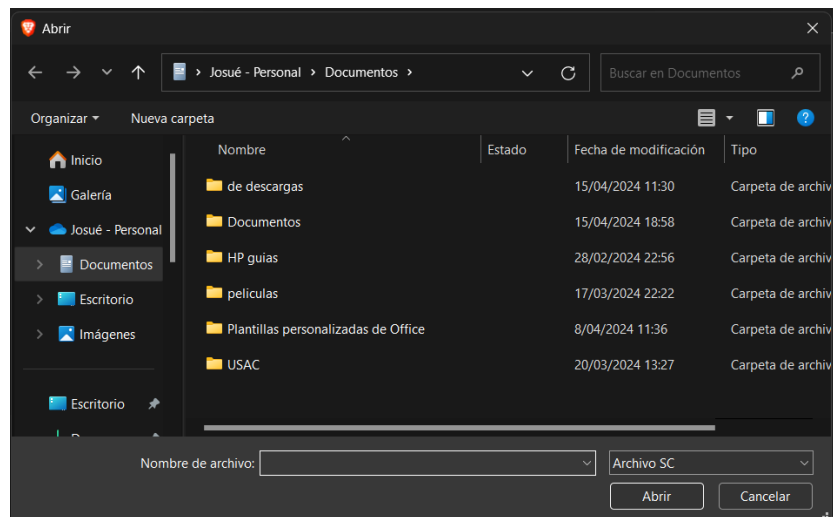 Abrir
Josué - Personal > Documentos >
Buscar en Documentos
Organizar
Nueva carpeta
Inicio
Galería
Josué - Personal
Documentos
Escritorio
Imágenes
Escritorio
Nombre Estado Fecha de modificación Tipo
de descargas 15/04/2024 11:30 Carpeta de archiv
Documentos 15/04/2024 18:58 Carpeta de archiv
HP guias 28/02/2024 22:56 Carpeta de archiv
peliculas 17/03/2024 22:22 Carpeta de archiv
Plantillas personalizadas de Office 8/04/2024 11:36 Carpeta de archiv
USAC 20/03/2024 13:27 Carpeta de archiv
Nombre de archivo: Archivo SC
Abrir Cancelar